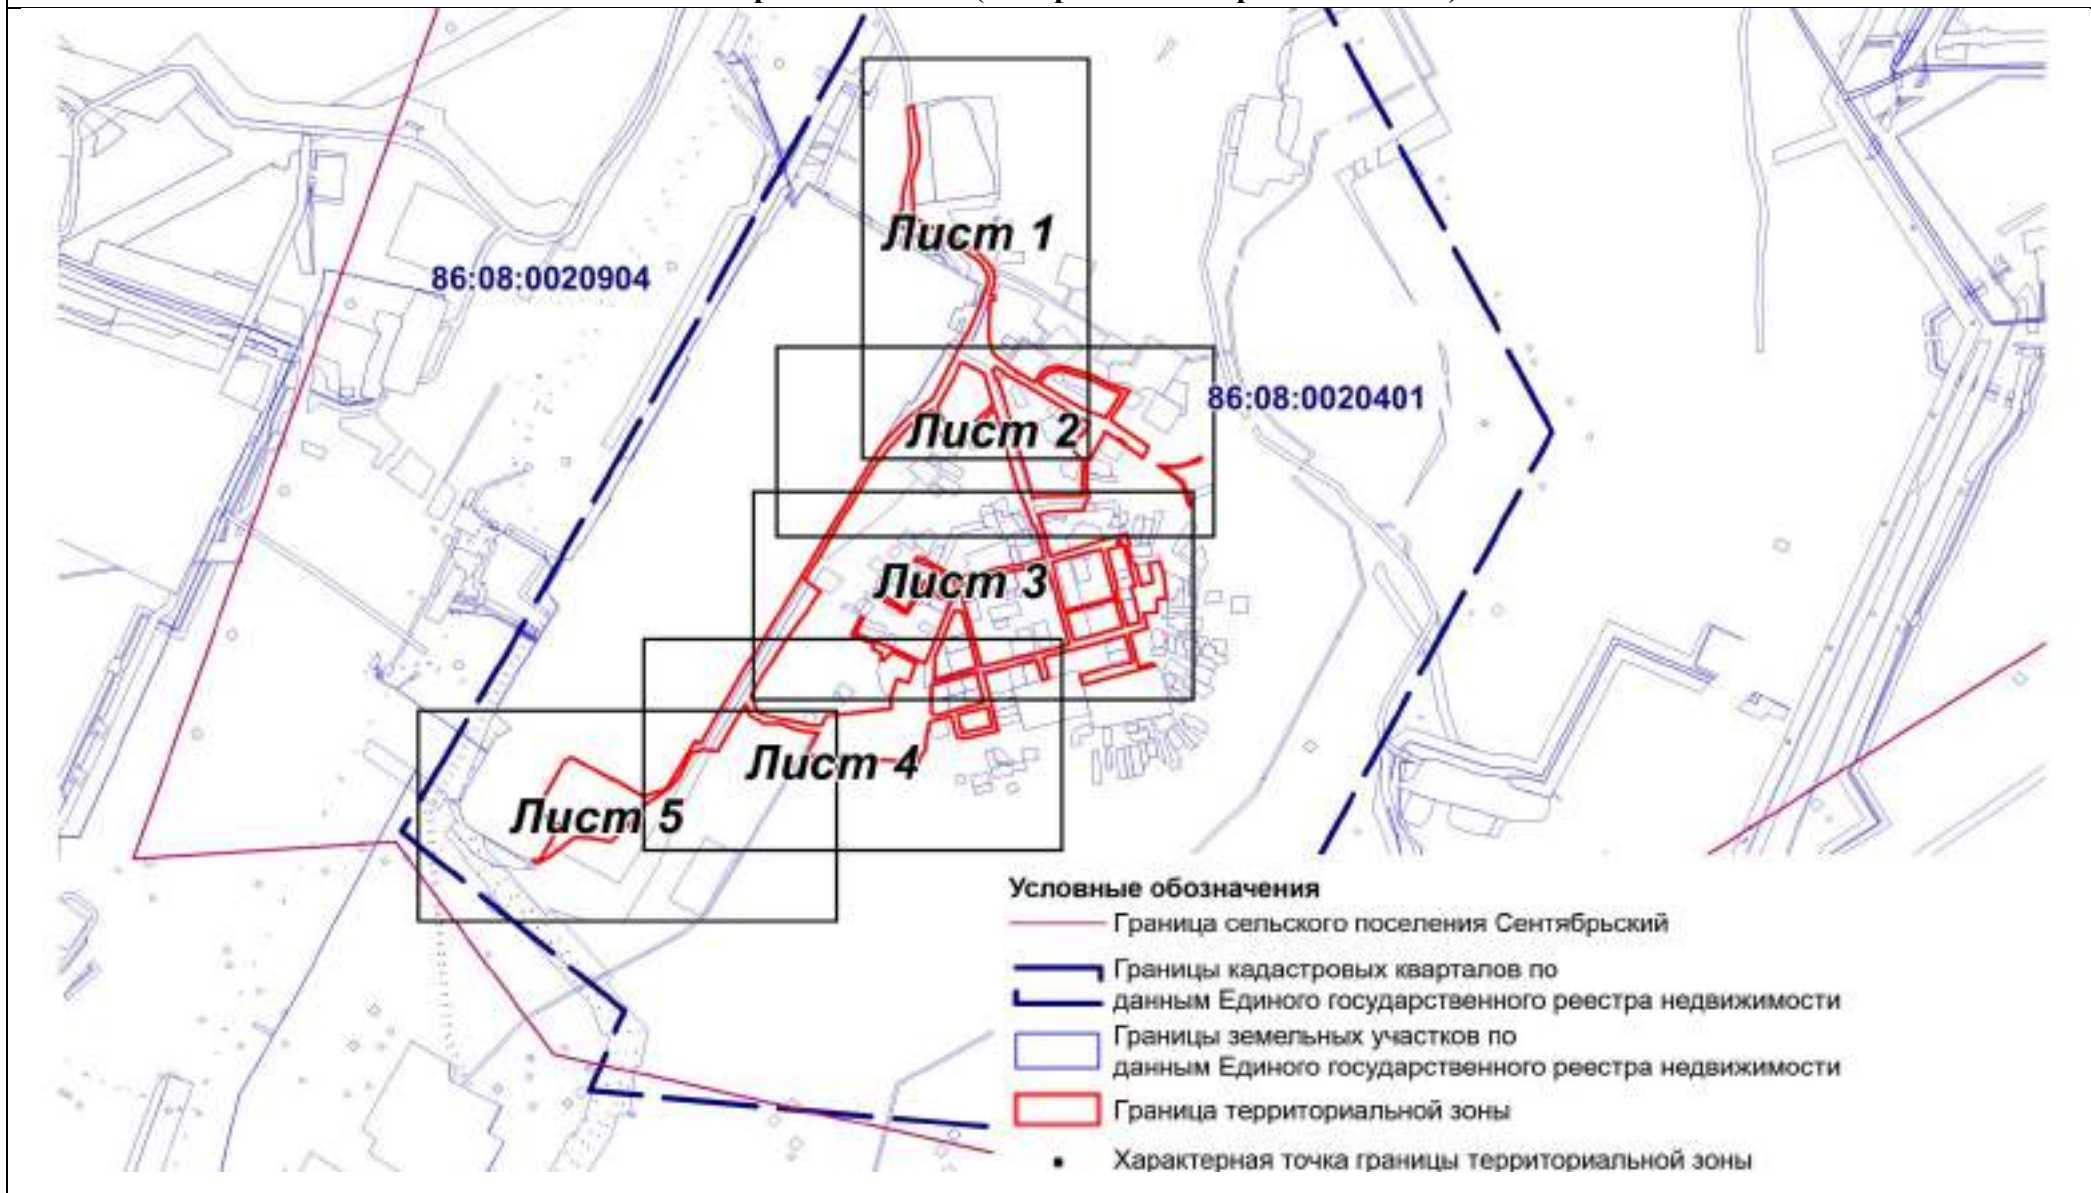 Лист 1
86:08:0020904
86:08:0020401
Лист 2
Лист 3
Лист 4
Лист 5
Условные обозначения
Граница сельского поселения Сентябрьский
Границы кадастровых кварталов по
данным Единого государственного реестра недвижимости
Границы земельных участков по
данным Единого государственного реестра недвижимости
Граница территориальной зоны
Характерная точка границы территориальной зоны